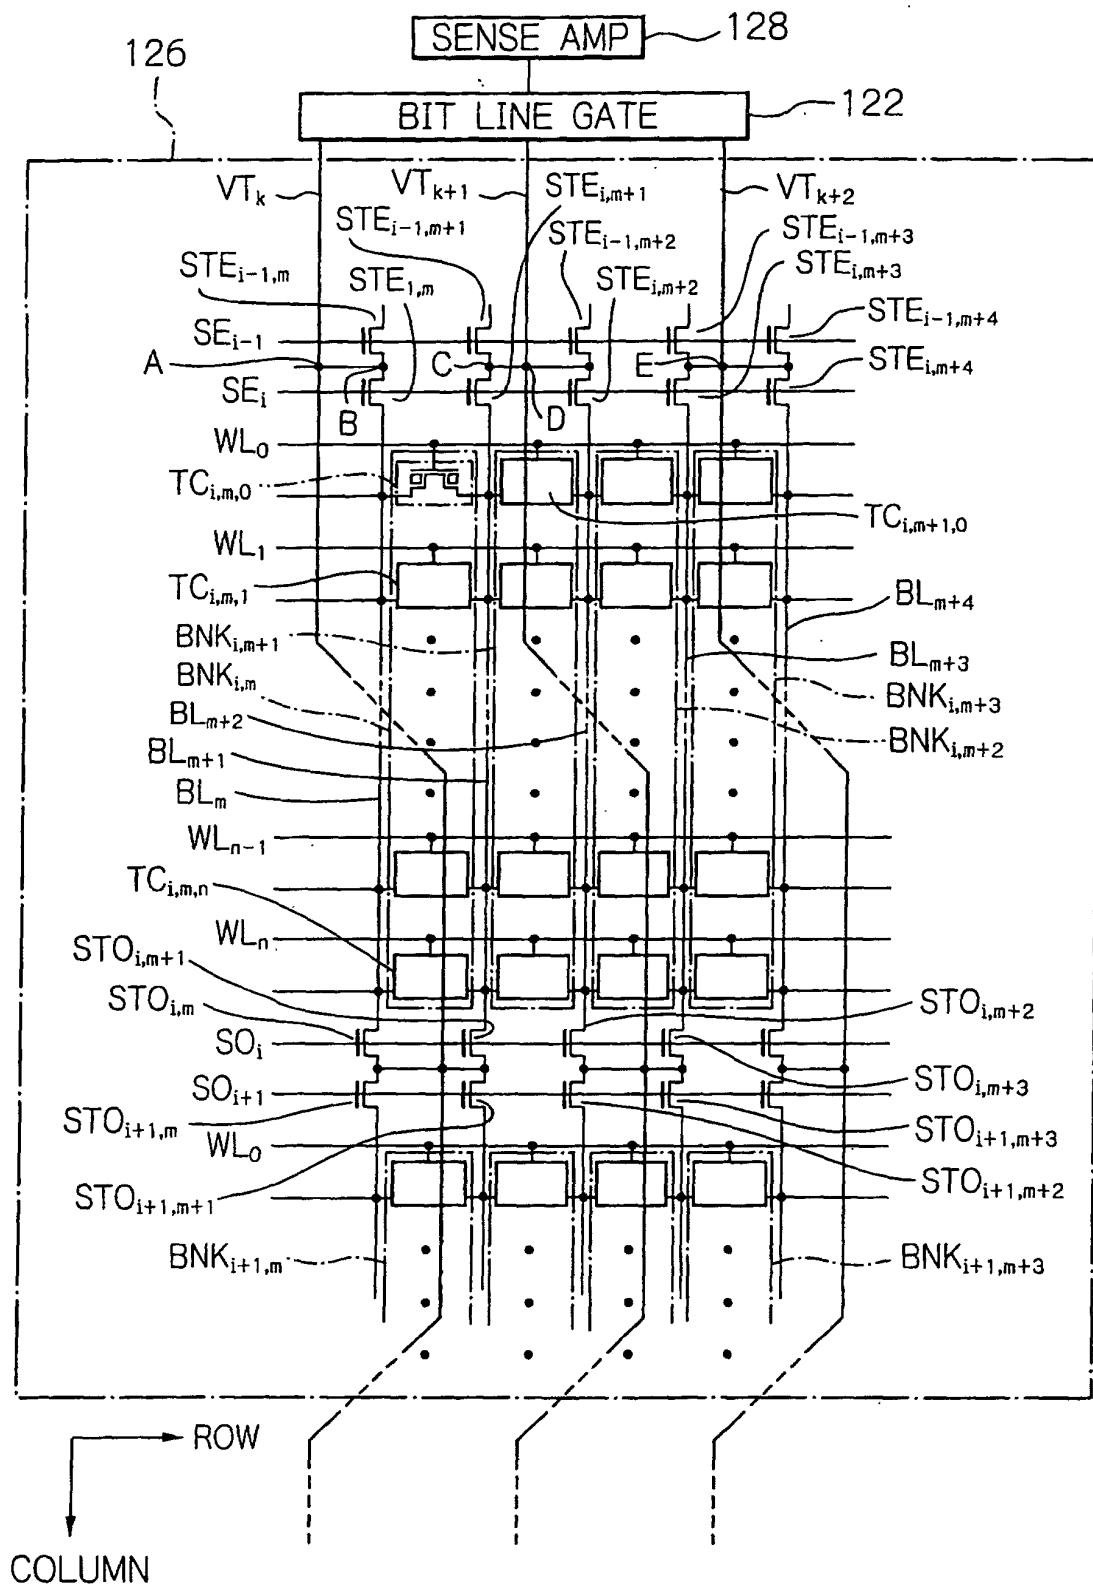 SENSE AMP
128
126
BIT LINE GATE
122
VTk
VTk+1
STEi,m+1
VTk+2
STEi-1,m+1
STEi-1,m+2
STEi-1,m+3
STEi-1,m
STE1,m
STEi,m+2
STEi,m+3
SEi-1
STEi-1,m+4
A
C
E
STEi,m+4
SEi
B
D
WL0
TCi,m,0
TCi,m+1,0
WL1
TCi,m,1
BLm+4
BNKi,m+1
BLm+3
BNKi,m
BNKi,m+3
BLm+2
BNKi,m+2
BLm+1
BLm
WLn-1
TCi,m,n
WLn
STOi,m+1
STOi,m
STOi,m+2
SOi
STOi,m+3
SOi+1
STOi+1,m
STOi+1,m+3
WL0
STOi+1,m+2
STOi+1,m+1
BNKi+1,m
BNKi+1,m+3
ROW
COLUMN